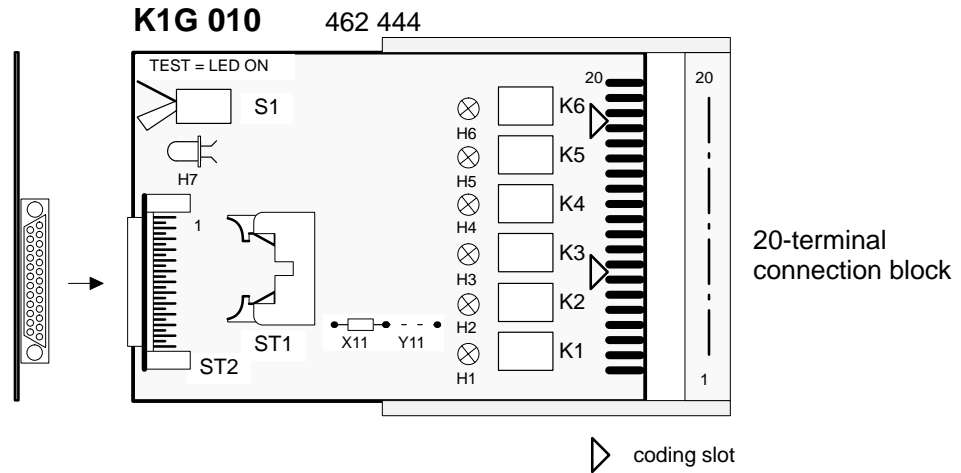 K1G 010 462 444
TEST = LED ON
S1
H7
1
ST2
ST1
X11 Y11
20
H6 K6
H5 K5
H4 K4
H3 K3
H2 K2
H1 K1
20
1
20-terminal
connection block
coding slot